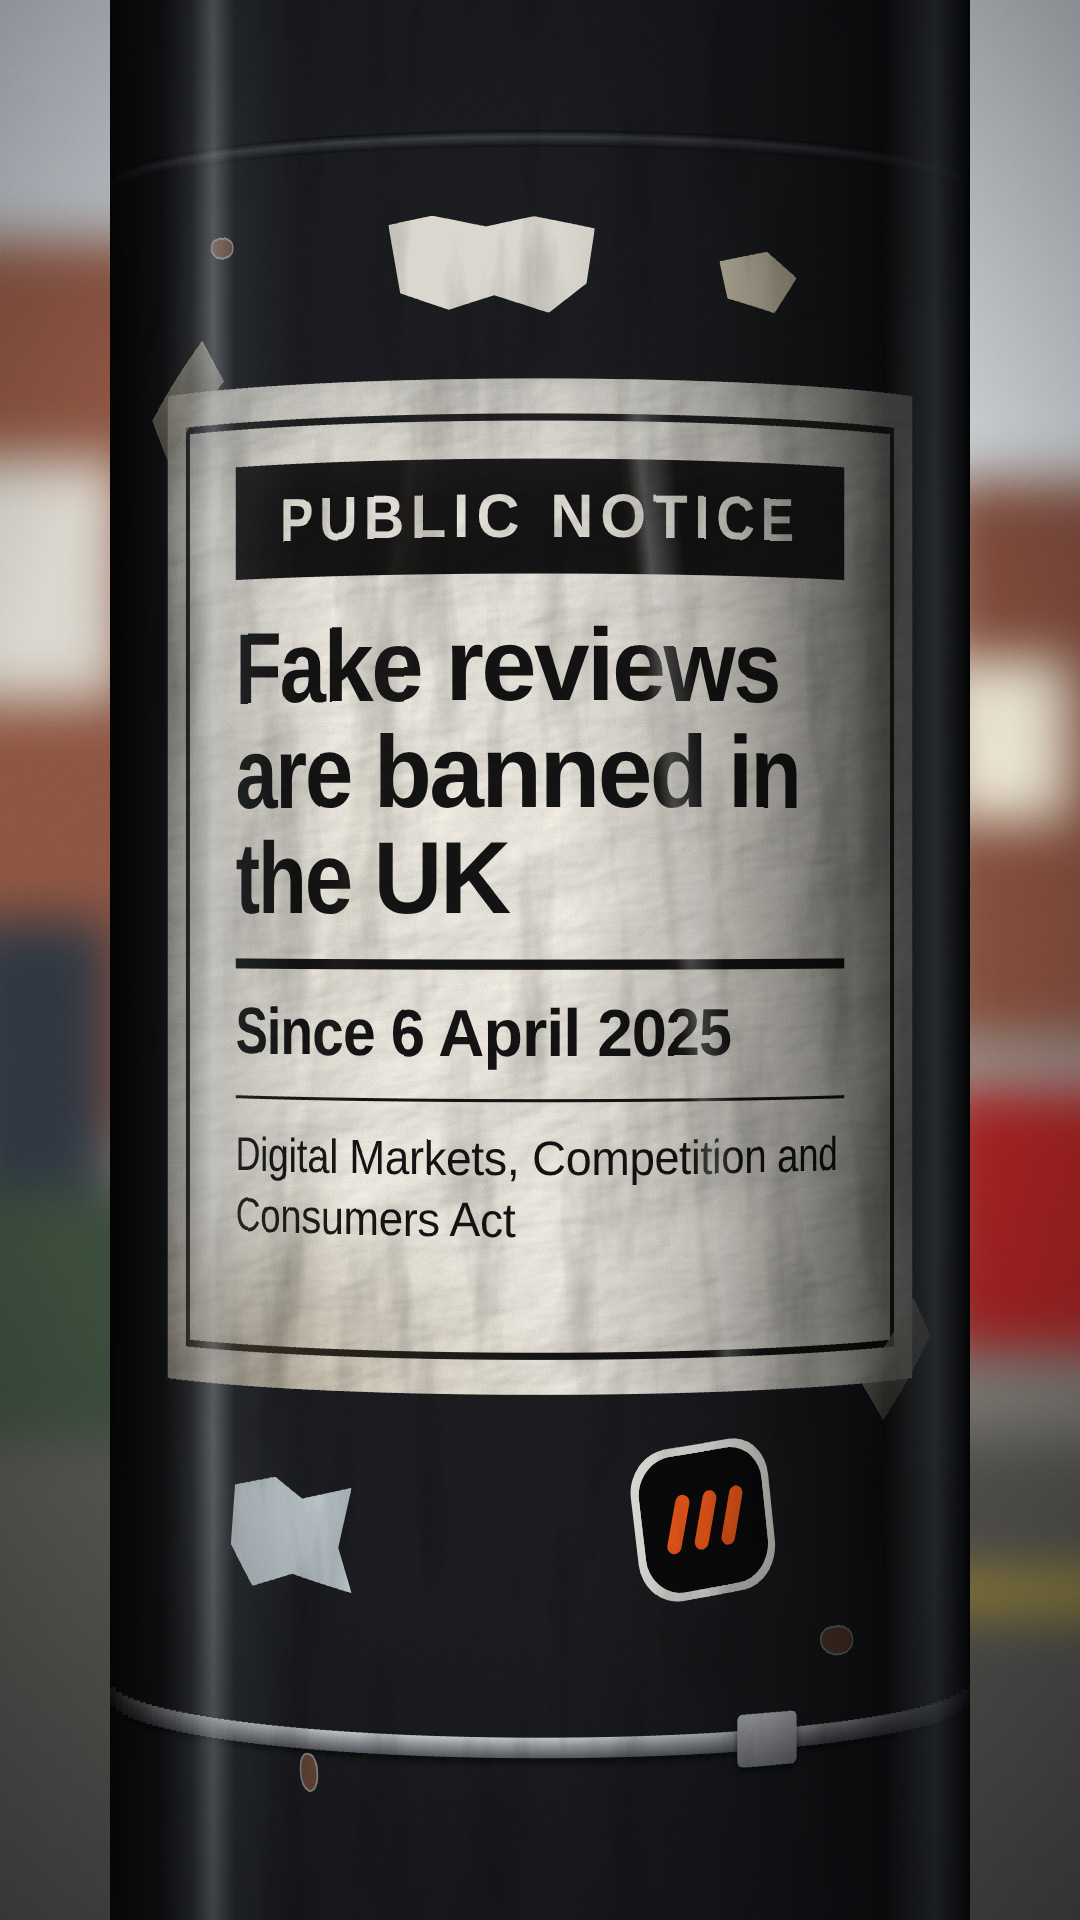 PUBLIC NOTICE
Fake reviews
are banned in
the UK
Since 6 April 2025
Digital Markets, Competition and
Consumers Act